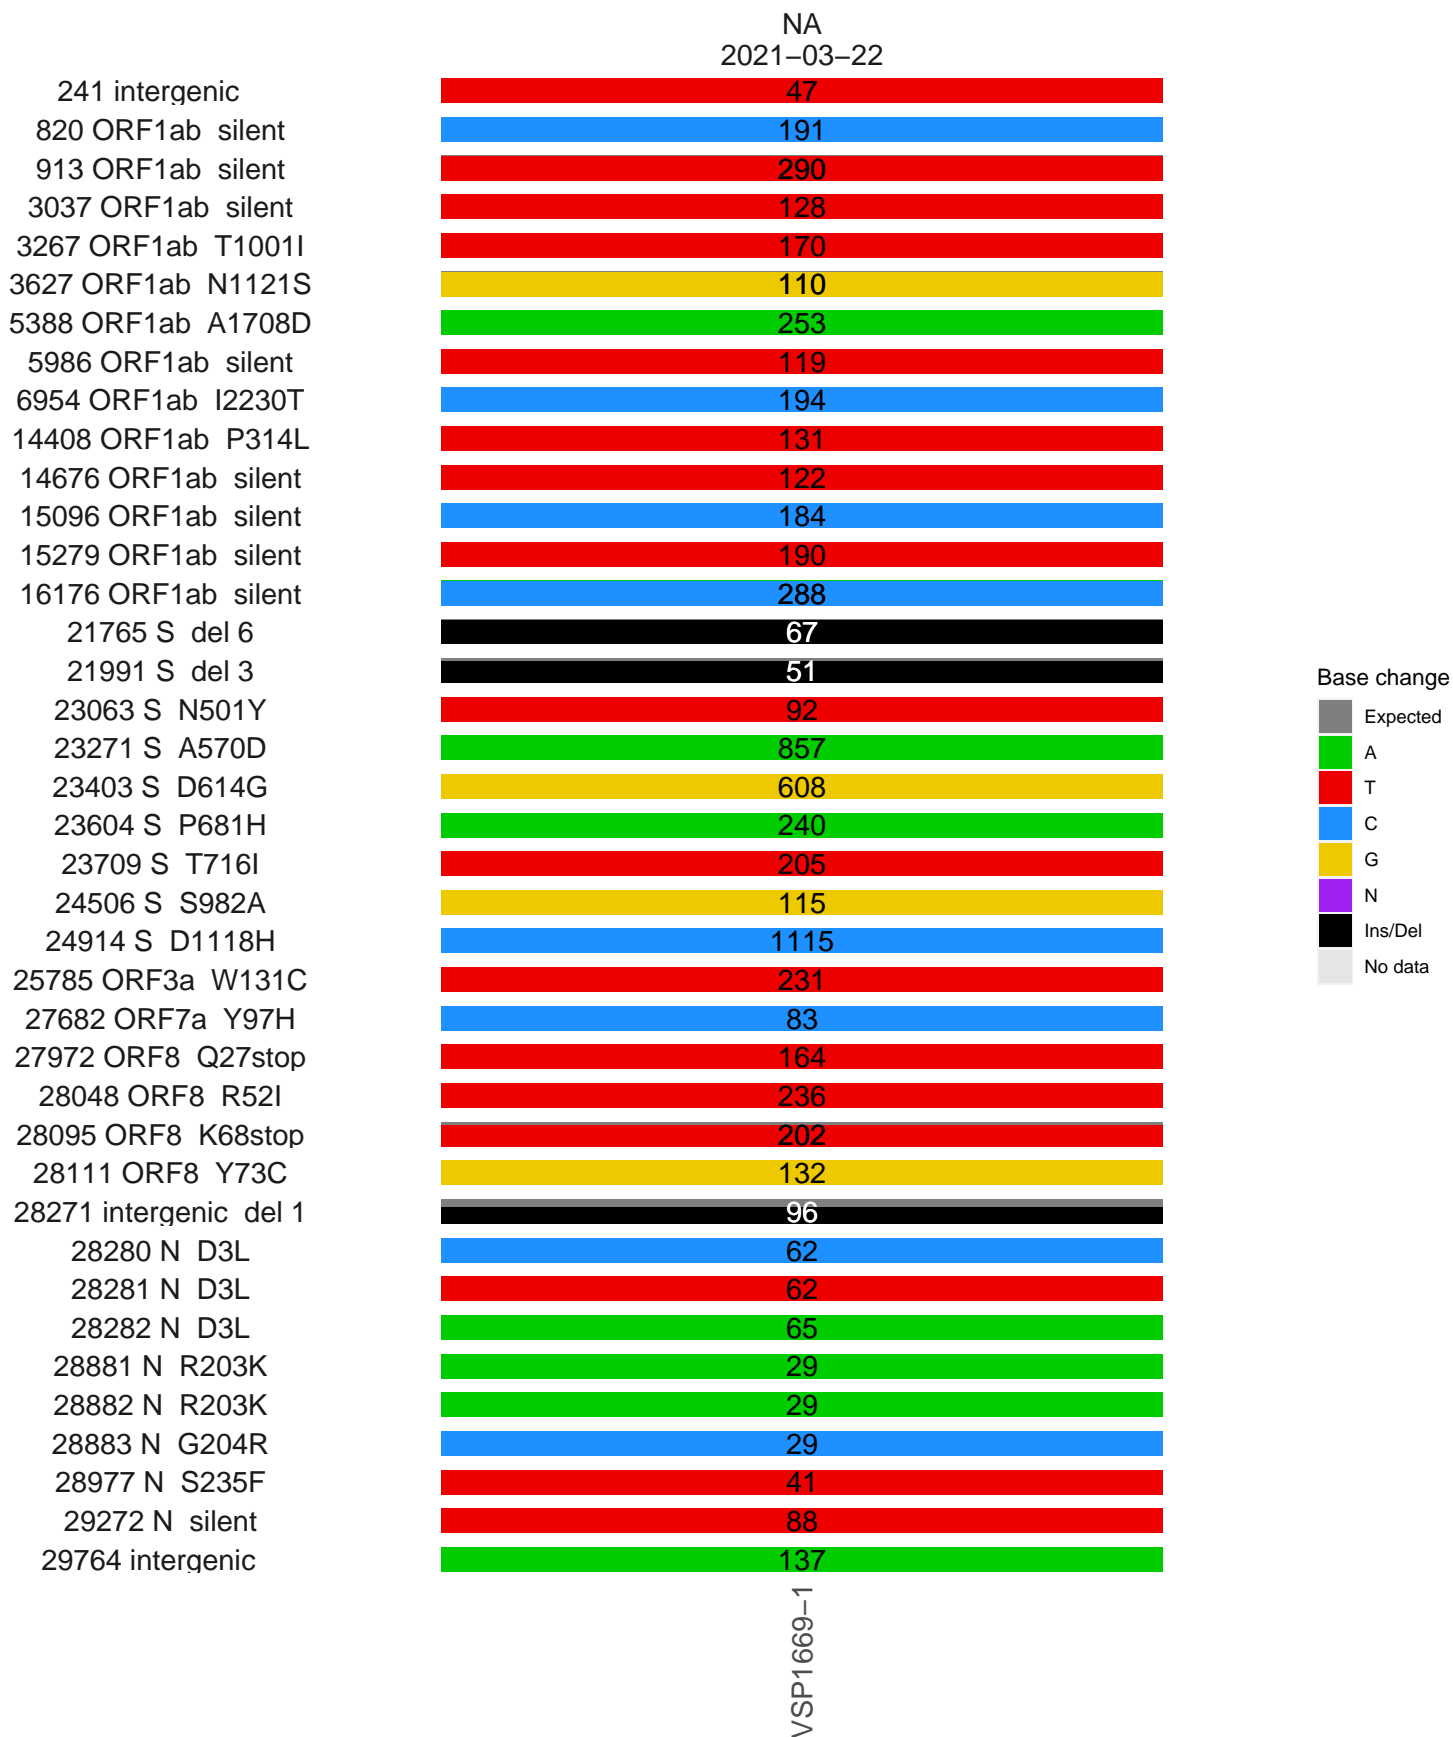 NA
2021−03−22
241 intergenic 47
820 ORF1ab silent 191
913 ORF1ab silent 290
3037 ORF1ab silent 128
3267 ORF1ab T1001I 170
3627 ORF1ab N1121S 110
5388 ORF1ab A1708D 253
5986 ORF1ab silent 119
6954 ORF1ab I2230T 194
14408 ORF1ab P314L 131
14676 ORF1ab silent 122
15096 ORF1ab silent 184
15279 ORF1ab silent 190
16176 ORF1ab silent 288
21765 S del 6 67
21991 S del 3 51
23063 S N501Y 92
23271 S A570D 857
23403 S D614G 608
23604 S P681H 240
23709 S T716I 205
24506 S S982A 115
24914 S D1118H 1115
25785 ORF3a W131C 231
27682 ORF7a Y97H 83
27972 ORF8 Q27stop 164
28048 ORF8 R52I 236
28095 ORF8 K68stop 202
28111 ORF8 Y73C 132
28271 intergenic del 1 96
28280 N D3L 62
28281 N D3L 62
28282 N D3L 65
28881 N R203K 29
28882 N R203K 29
28883 N G204R 29
28977 N S235F 41
29272 N silent 88
29764 intergenic 137
VSP1669−1
Base change
Expected
A
T
C
G
N
Ins/Del
No data